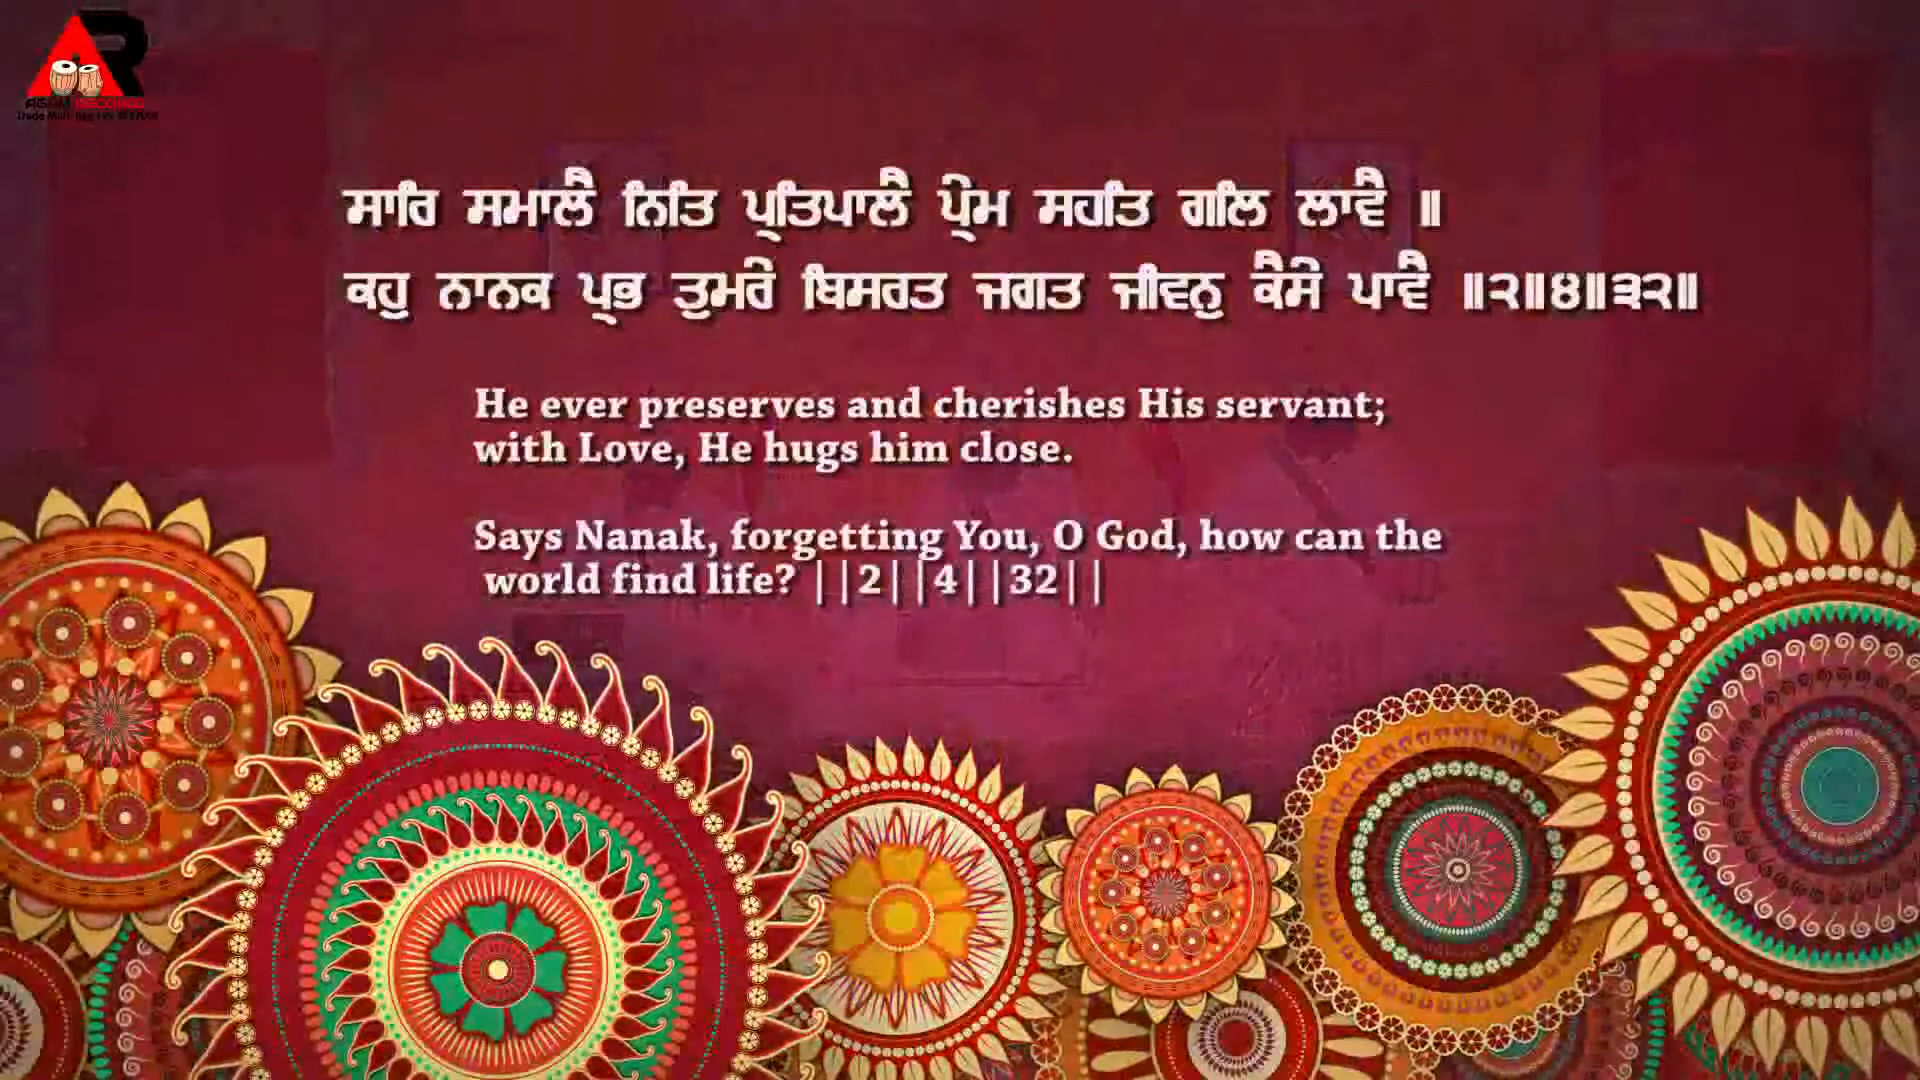 AR
ਸਾਰਿ ਸਮਾਲੈ ਨਿਤਿ ਪ੍ਰਤਿਪਾਲੈ ਪ੍ਰੇਮ ਸਹਿਤ ਗਲਿ ਲਾਵੈ ॥
ਕਹੁ ਨਾਨਕ ਪ੍ਰਭ ਤੁਮਰੇ ਬਿਸਰਤ ਜਗਤ ਜੀਵਨੁ ਕੈਸੇ ਪਾਵੈ ॥੨॥੪॥੩੨॥
He ever preserves and cherishes His servant;
with Love, He hugs him close.
Says Nanak, forgetting You, O God, how can the
world find life? ||2||4||32||